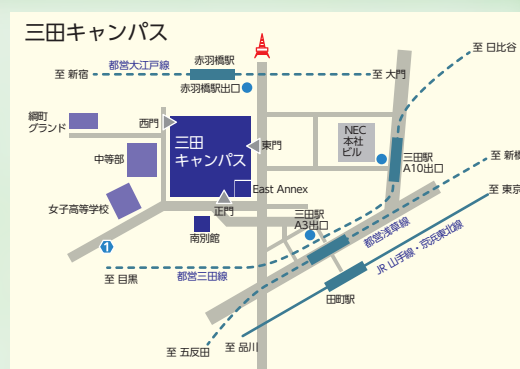 三田キャンパス
至 日比谷
赤羽橋駅
都営大江戸線
至 新宿
至 大門
赤羽橋駅出口
綱町
グランド
西門
三田
キャンパス
東門
NEC
本社
ビル
中等部
三田駅
A10出口
至 新橋
East Annex
至 東京
女子高等学校
正門
三田駅
A3出口
南別館
都営浅草線
1
JR 山手線・京浜東北線
都営三田線
至 目黒
田町駅
至 五反田
至 品川